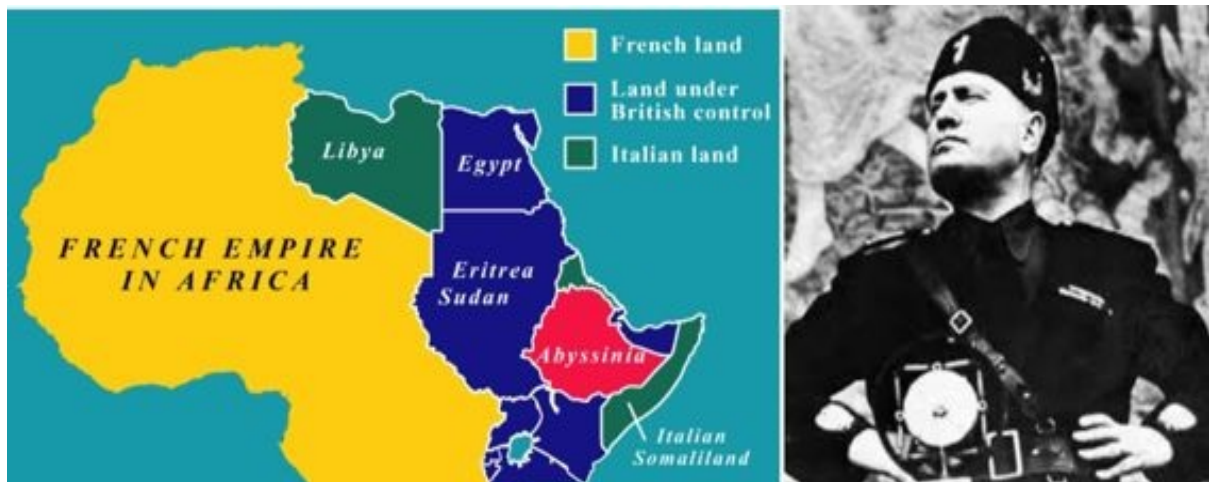 French land
Land under
British control
Italian land
Libya
Egypt
FRENCH EMPIRE
IN AFRICA
Eritrea
Sudan
Abyssinia
Italian
Somaliland